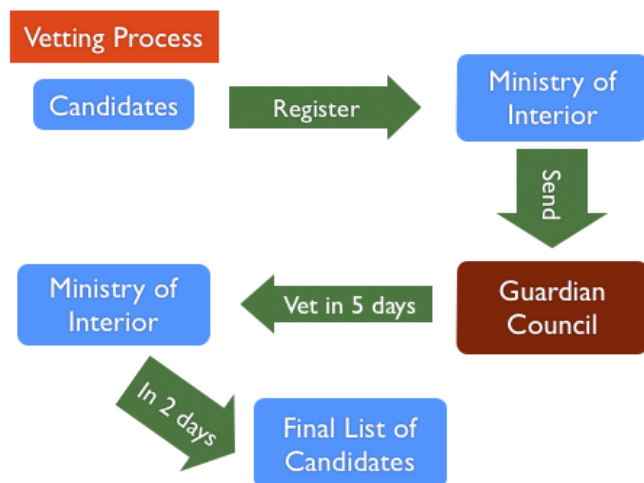 Vetting Process
Candidates
Register
Ministry of
Interior
Send
Guardian
Council
Vet in 5 days
Ministry of
Interior
In 2 days
Final List of
Candidates